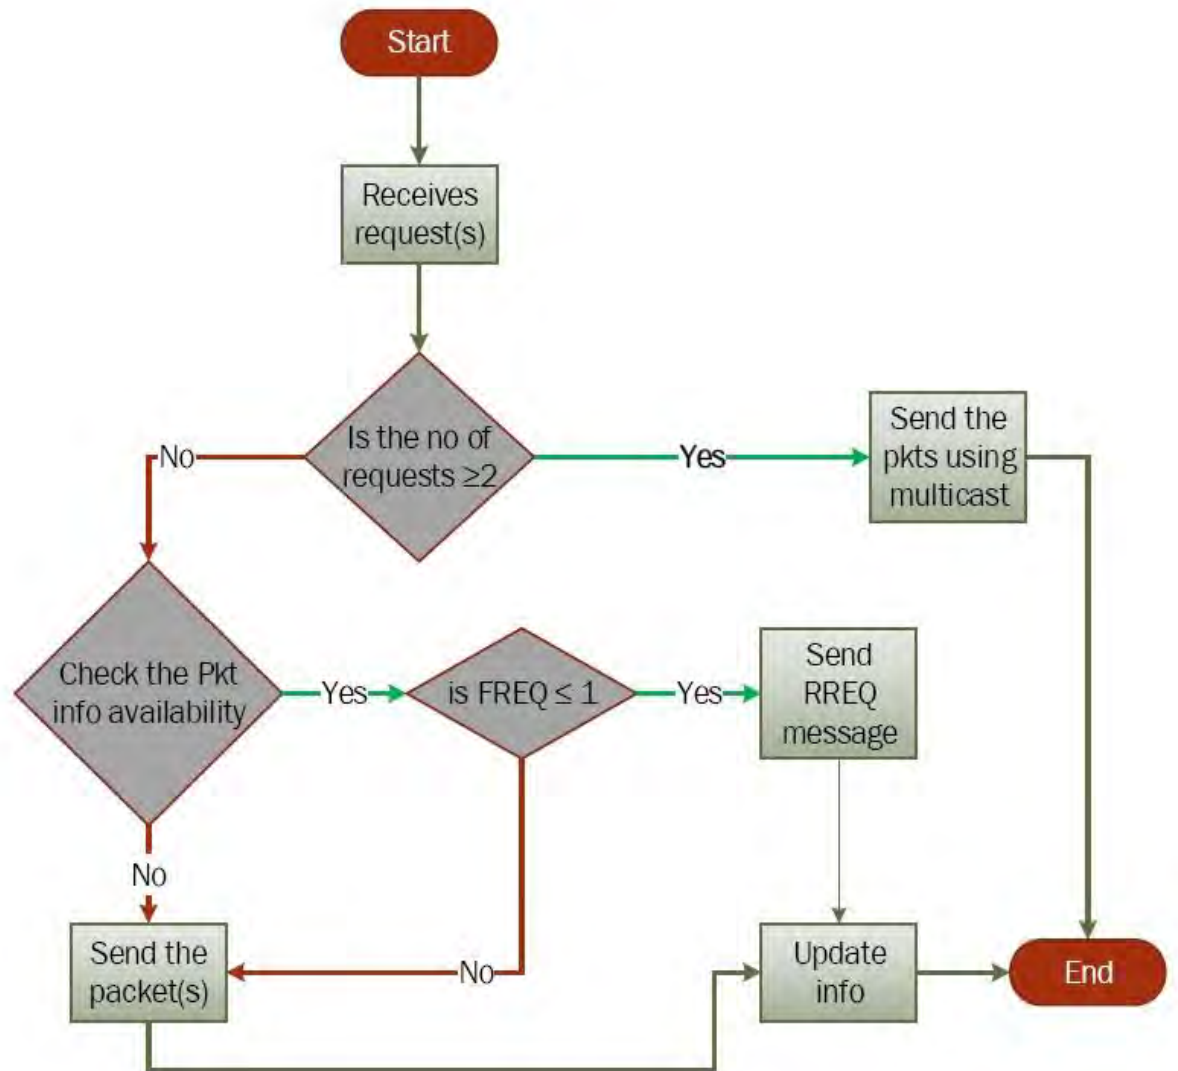 Start
Receives
request(s)
Is the no of
requests ≥2
No
Yes
Send the
pkts using
multicast
Check the Pkt
info availability
Yes
is FREQ ≤ 1
Yes
Send
RREQ
message
No
Send the
packet(s)
No
Update
info
End